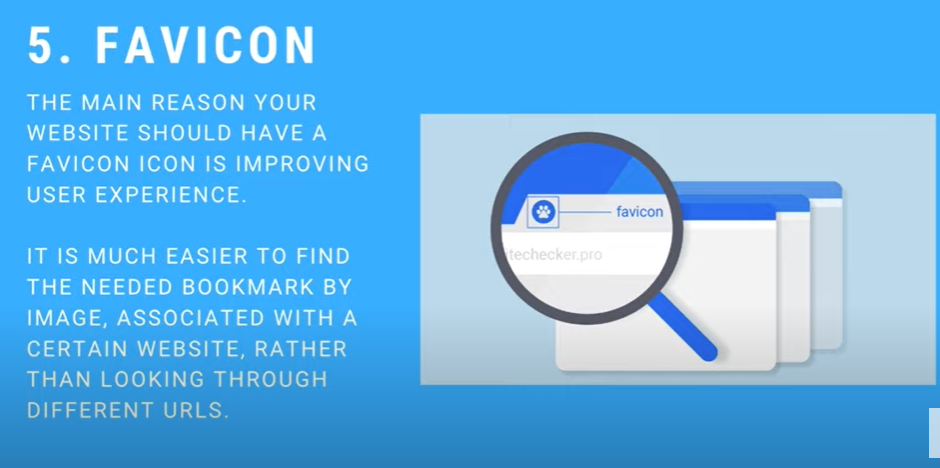 5. FAVICON
THE MAIN REASON YOUR
WEBSITE SHOULD HAVE A
FAVICON ICON IS IMPROVING
USER EXPERIENCE.
IT IS MUCH EASIER TO FIND
THE NEEDED BOOKMARK BY
IMAGE, ASSOCIATED WITH A
CERTAIN WEBSITE, RATHER
THAN LOOKING THROUGH
DIFFERENT URLS.
favicon
itechecker.pro